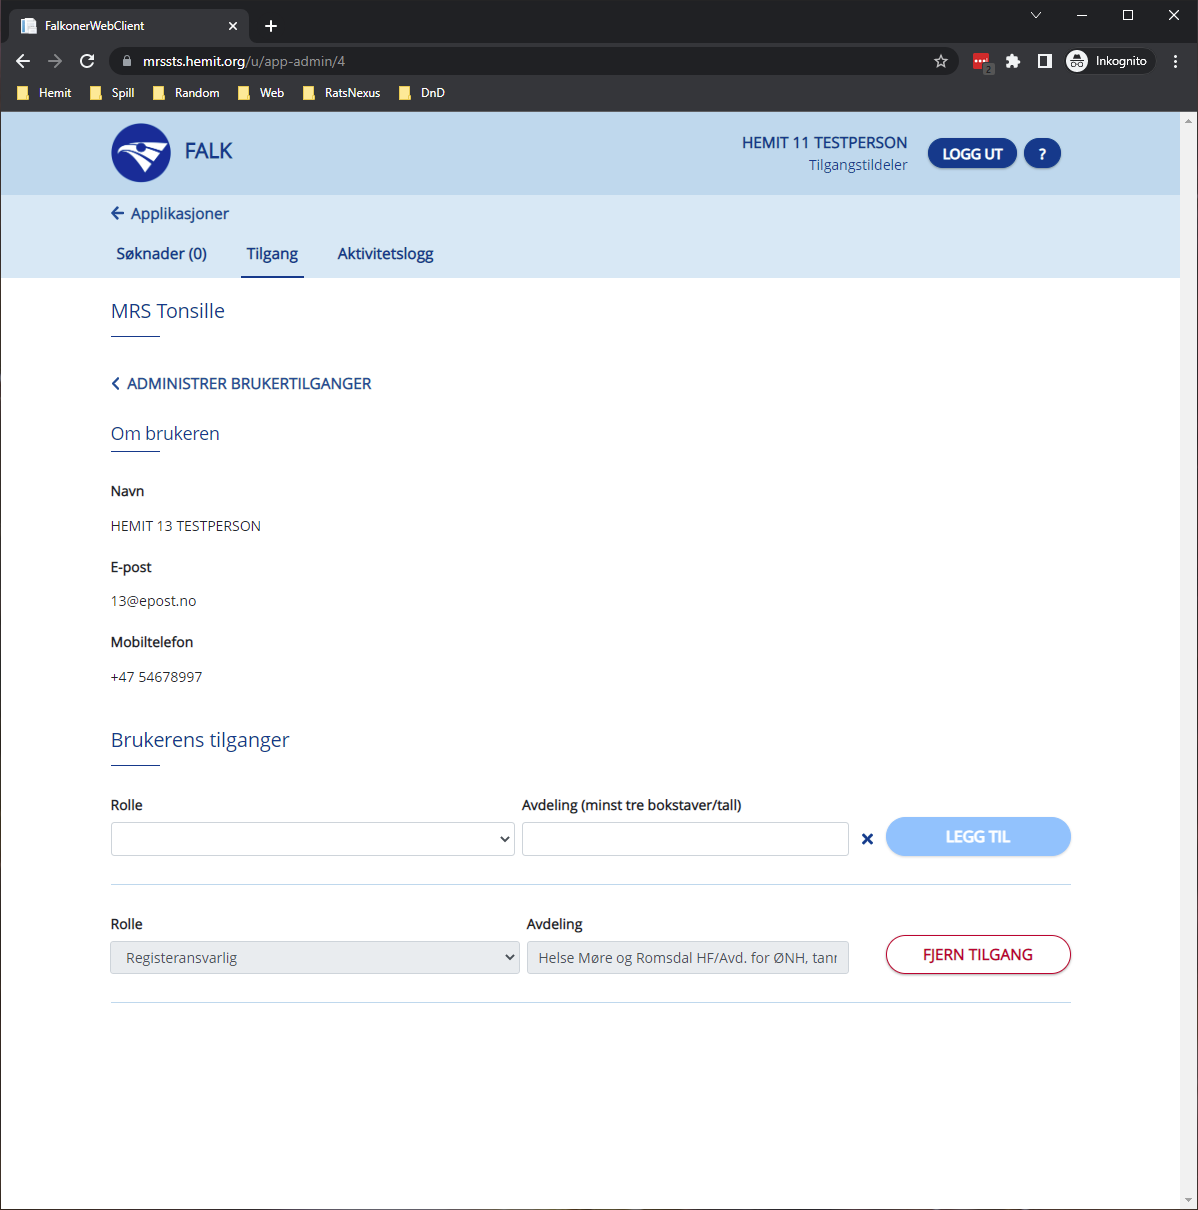 FalkonerWebClient
mrssts.hemit.org/u/app-admin/4
2
Inkognito
Hemit Spill Random Web RatsNexus DnD
FALK
HEMIT 11 TESTPERSON
Tilgangstildeler
LOGG UT
?
Applikasjoner
Søknader (0) Tilgang Aktivitetslogg
MRS Tonsille
ADMINISTRER BRUKERTILGANGER
Om brukeren
Navn
HEMIT 13 TESTPERSON
E-post
13@epost.no
Mobiltelefon
+47 54678997
Brukerens tilganger
Rolle Avdeling (minst tre bokstaver/tall)
LEGG TIL
Rolle Avdeling
Registeransvarlig Helse Møre og Romsdal HF/Avd. for ØNH, FJERN TILGANG